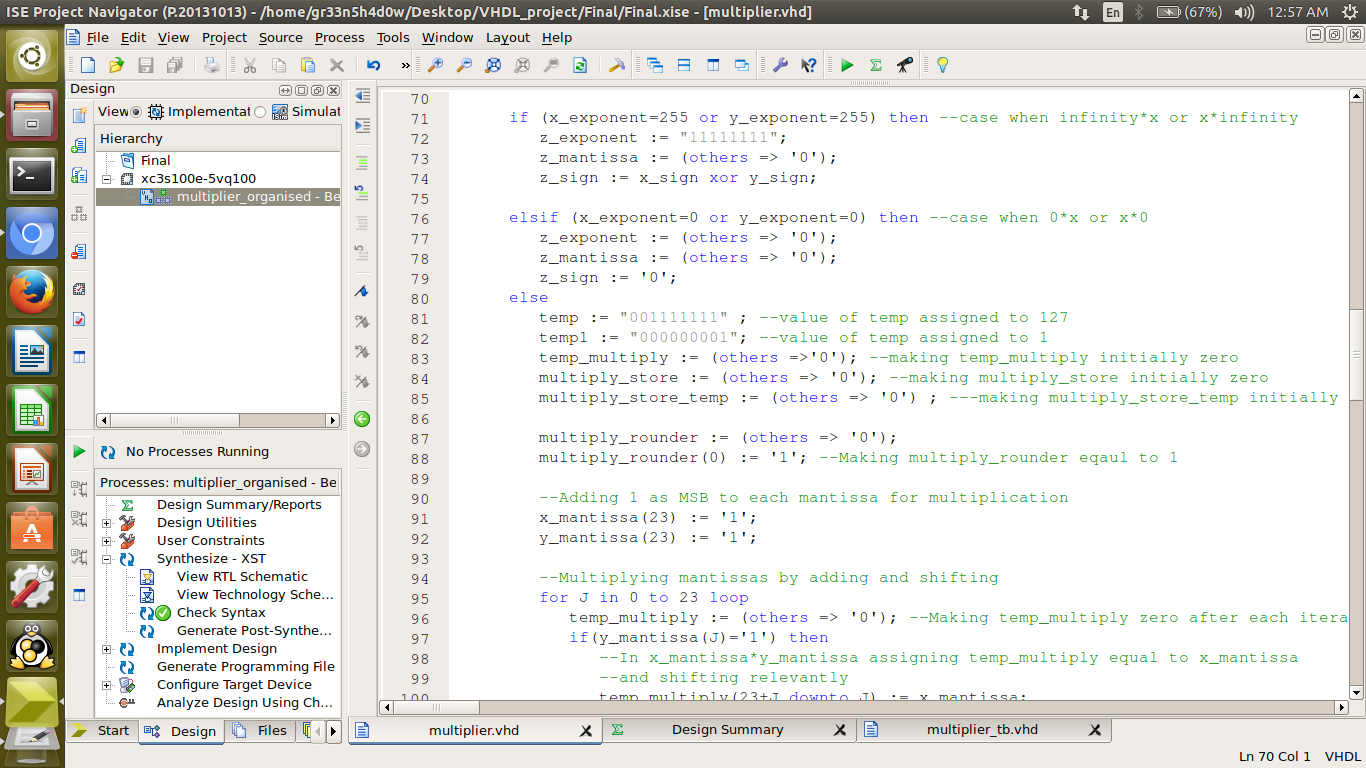 ISE Project Navigator (P.20131013) - /home/gr33n5h4d0w/Desktop/VHDL_project/Final/Final.xise - [multiplier.vhd]
En
(67%)
12:57 AM
File Edit View Project Source Process Tools Window Layout Help
»
Design
View Implementat Simulat
Hierarchy
Final
xc3s100e-5vq100
multiplier_organised - Be
No Processes Running
Processes: multiplier_organised - Be
Design Summary/Reports
Design Utilities
User Constraints
Synthesize - XST
View RTL Schematic
View Technology Sche...
Check Syntax
Generate Post-Synthe...
Implement Design
Generate Programming File
Configure Target Device
Analyze Design Using Ch...
Start Design Files
70
71 if (x_exponent=255 or y_exponent=255) then --case when infinity*x or x*infinity
72 z_exponent := "11111111";
73 z_mantissa := (others => '0');
74 z_sign := x_sign xor y_sign;
75
76 elsif (x_exponent=0 or y_exponent=0) then --case when 0*x or x*0
77 z_exponent := (others => '0');
78 z_mantissa := (others => '0');
79 z_sign := '0';
80 else
81 temp := "001111111" ; --value of temp assigned to 127
82 temp1 := "000000001"; --value of temp assigned to 1
83 temp_multiply := (others =>'0'); --making temp_multiply initially zero
84 multiply_store := (others => '0'); --making multiply_store initially zero
85 multiply_store_temp := (others => '0') ; ---making multiply_store_temp initially
86
87 multiply_rounder := (others => '0');
88 multiply_rounder(0) := '1'; --Making multiply_rounder eqaul to 1
89
90 --Adding 1 as MSB to each mantissa for multiplication
91 x_mantissa(23) := '1';
92 y_mantissa(23) := '1';
93
94 --Multiplying mantissas by adding and shifting
95 for J in 0 to 23 loop
96 temp_multiply := (others => '0'); --Making temp_multiply zero after each itera
97 if(y_mantissa(J)='1') then
98 --In x_mantissa*y_mantissa assigning temp_multiply equal to x_mantissa
99 --and shifting relevantly
100 temp_multiply(23+J downto J) := x_mantissa;
multiplier.vhd
Design Summary
multiplier_tb.vhd
Ln 70 Col 1 VHDL